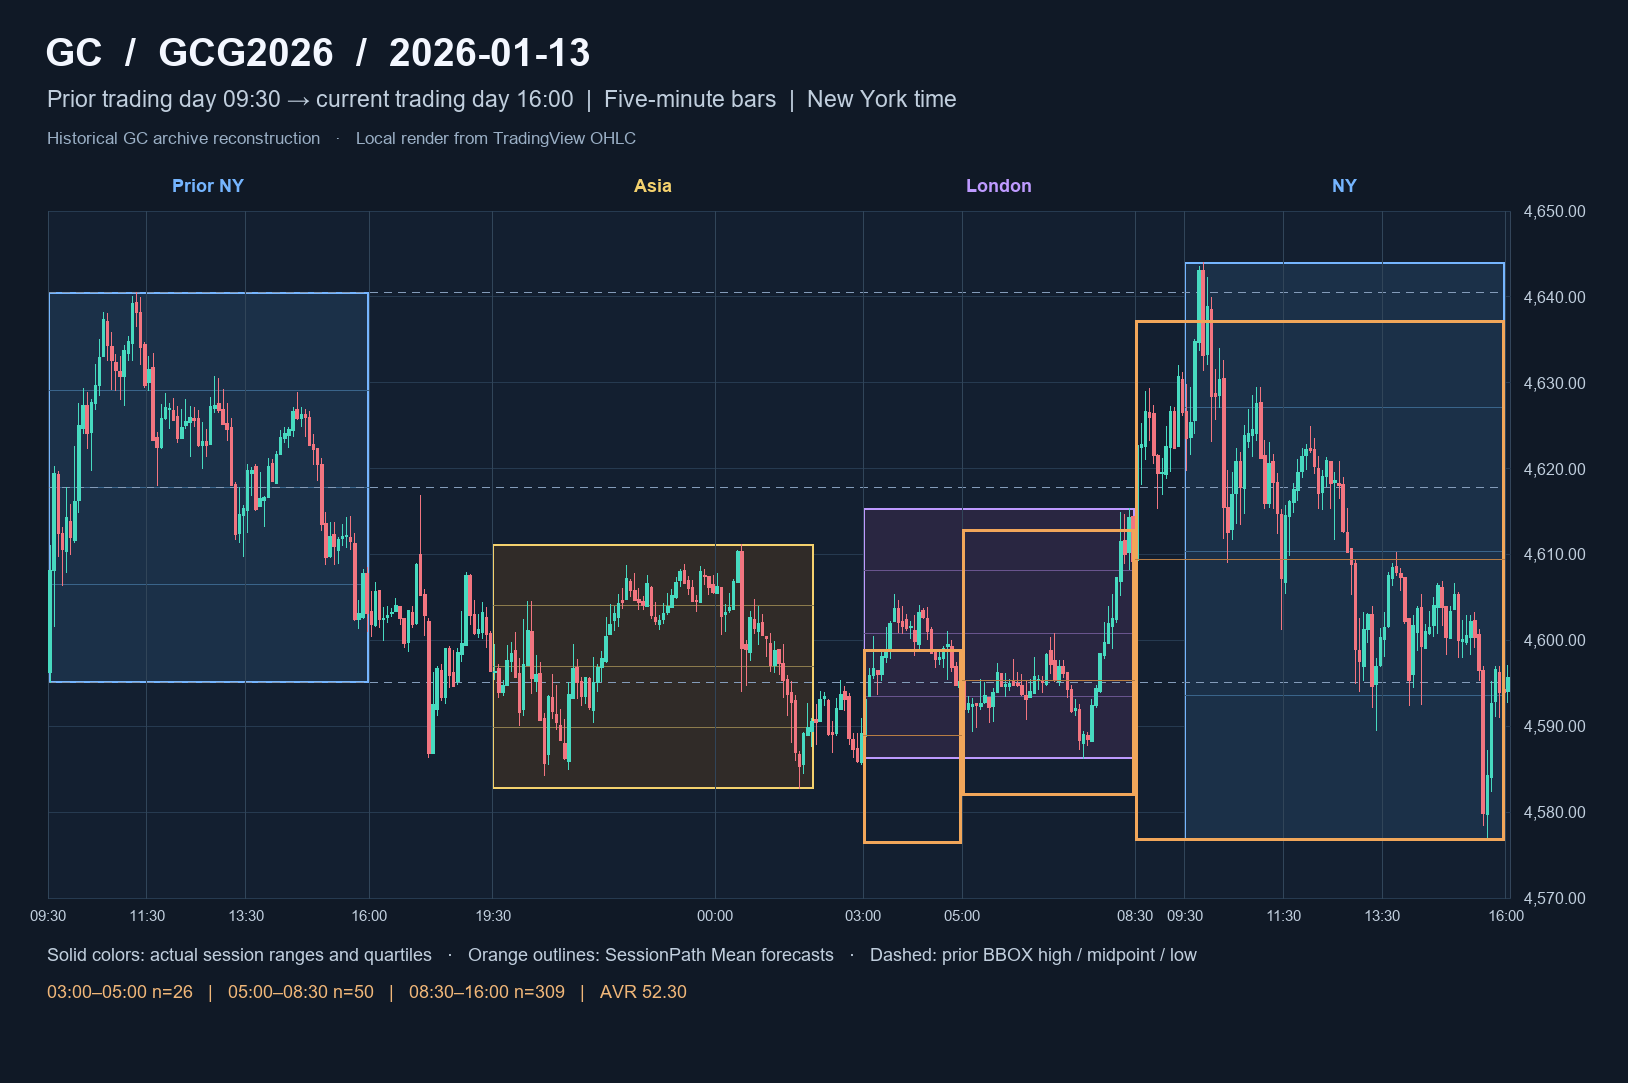 GC / GCG2026 / 2026-01-13
Prior trading day 09:30 → current trading day 16:00 | Five-minute bars | New York time
Historical GC archive reconstruction · Local render from TradingView OHLC
Prior NY Asia London NY
4,650.00
4,640.00
4,630.00
4,620.00
4,610.00
4,600.00
4,590.00
4,580.00
4,570.00
09:30 11:30 13:30 16:00 19:30 00:00 03:00 05:00 08:30 09:30 11:30 13:30 16:00
Solid colors: actual session ranges and quartiles · Orange outlines: SessionPath Mean forecasts · Dashed: prior BBOX high / midpoint / low
03:00–05:00 n=26 | 05:00–08:30 n=50 | 08:30–16:00 n=309 | AVR 52.30